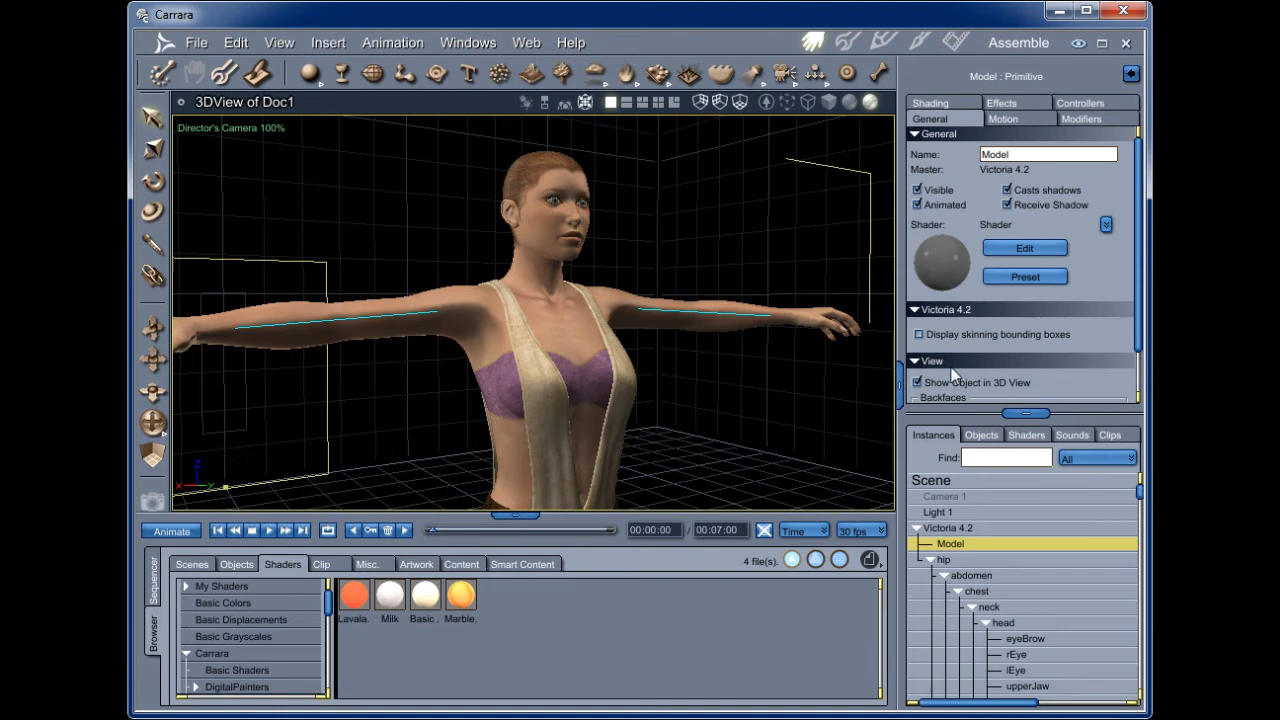 Carrara
File Edit View Insert Animation Windows Web Help
Assemble
3DView of Doc1
Director's Camera 100%
Z
X Y
Model : Primitive
Shading Effects Controllers
General Motion Modifiers
General
Name: Model
Master: Victoria 4.2
Visible Casts shadows
Animated Receive Shadow
Shader: Shader
Edit
Preset
Victoria 4.2
Display skinning bounding boxes
View
Show Object in 3D View
Backfaces
Instances Objects Shaders Sounds Clips
Find: All
Scene
Camera 1
Light 1
Victoria 4.2
Model
hip
abdomen
chest
neck
head
eyeBrow
rEye
lEye
upperJaw
Animate 00:00:00 / 00:07:00 Time 30 fps
Sequencer
Browser
Scenes Objects Shaders Clip Misc. Artwork Content Smart Content 4 file(s).
My Shaders
Basic Colors
Basic Displacements
Basic Grayscales
Carrara
Basic Shaders
DigitalPainters
Lavala. Milk Basic . Marble.